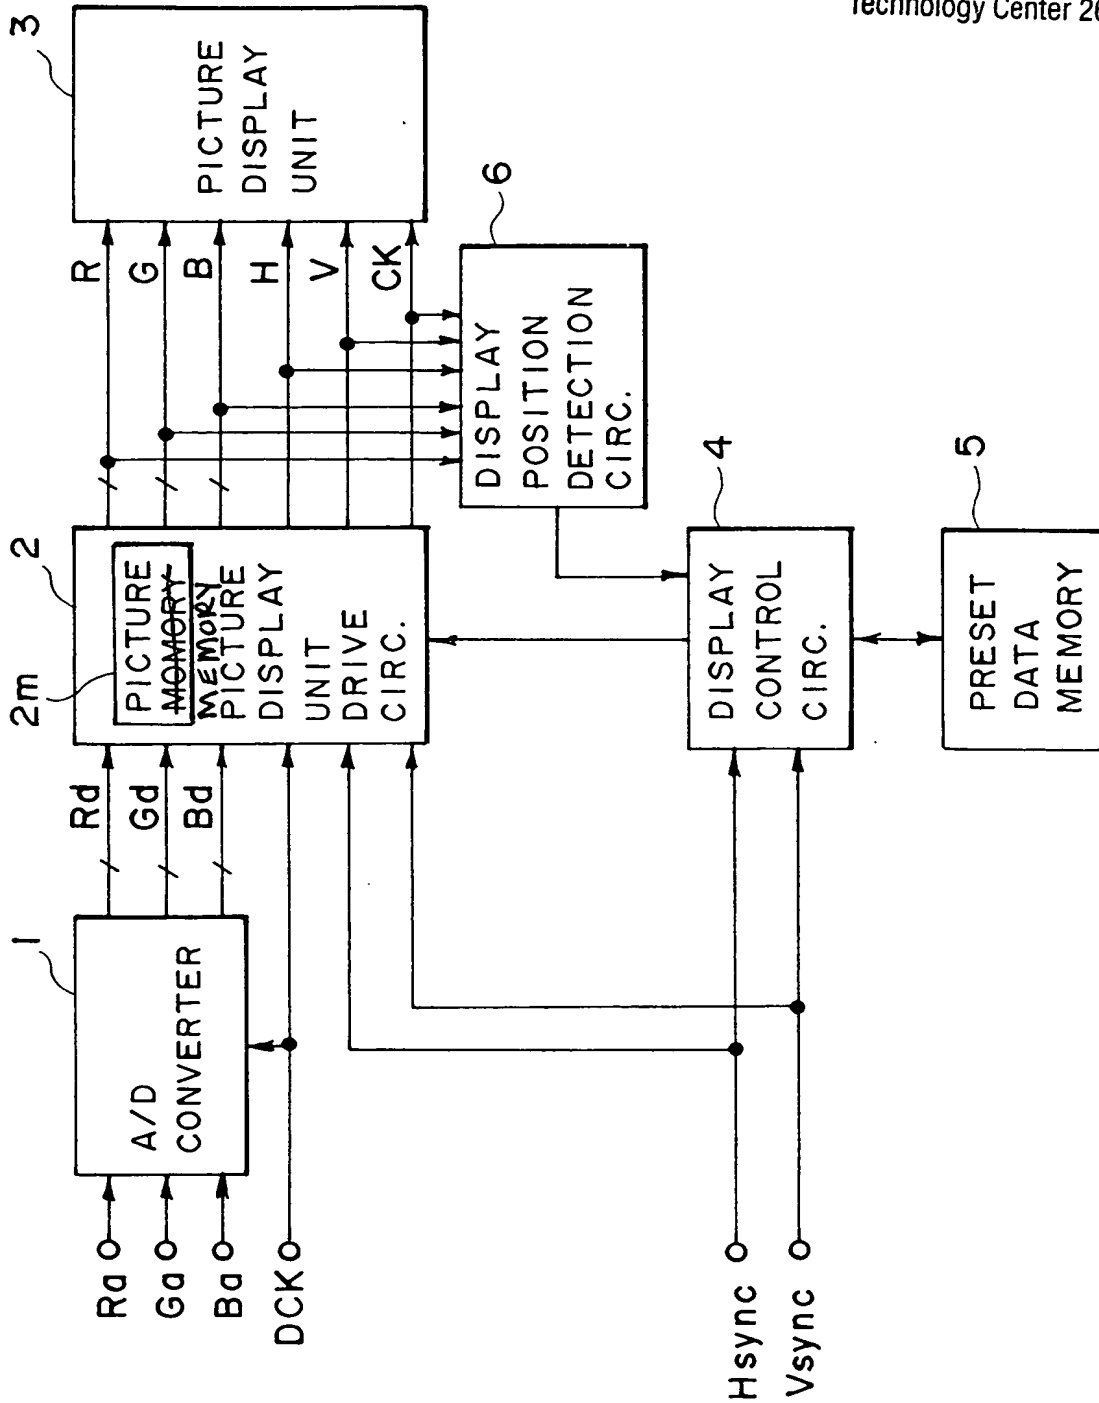 Technology Center 26
3
PICTURE
DISPLAY
UNIT
R
G
B
H
V
CK
6
DISPLAY
POSITION
DETECTION
CIRC.
2
2m
PICTURE
MOMORY
MEMORY
PICTURE
DISPLAY
UNIT
DRIVE
CIRC.
4
DISPLAY
CONTROL
CIRC.
5
PRESET
DATA
MEMORY
Rd
Gd
Bd
1
A/D
CONVERTER
Ra
Ga
Ba
DCK
Hsync
Vsync